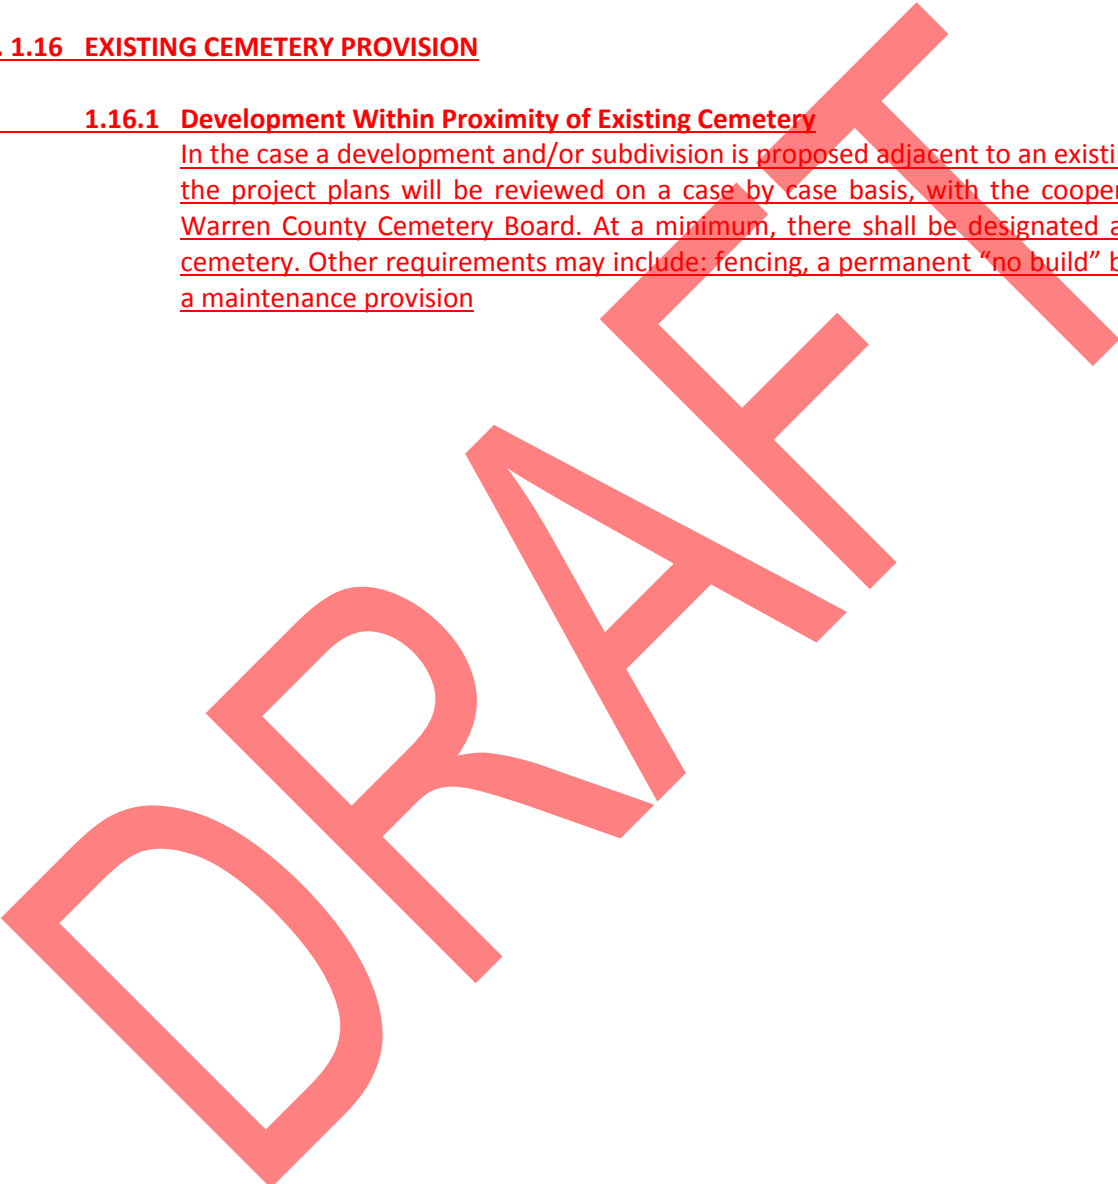 . 1.16 EXISTING CEMETERY PROVISION
1.16.1 Development Within Proximity of Existing Cemetery
In the case a development and/or subdivision is proposed adjacent to an existi
the project plans will be reviewed on a case by case basis, with the cooper
Warren County Cemetery Board. At a minimum, there shall be designated a
cemetery. Other requirements may include: fencing, a permanent “no build” b
a maintenance provision
DRAFT